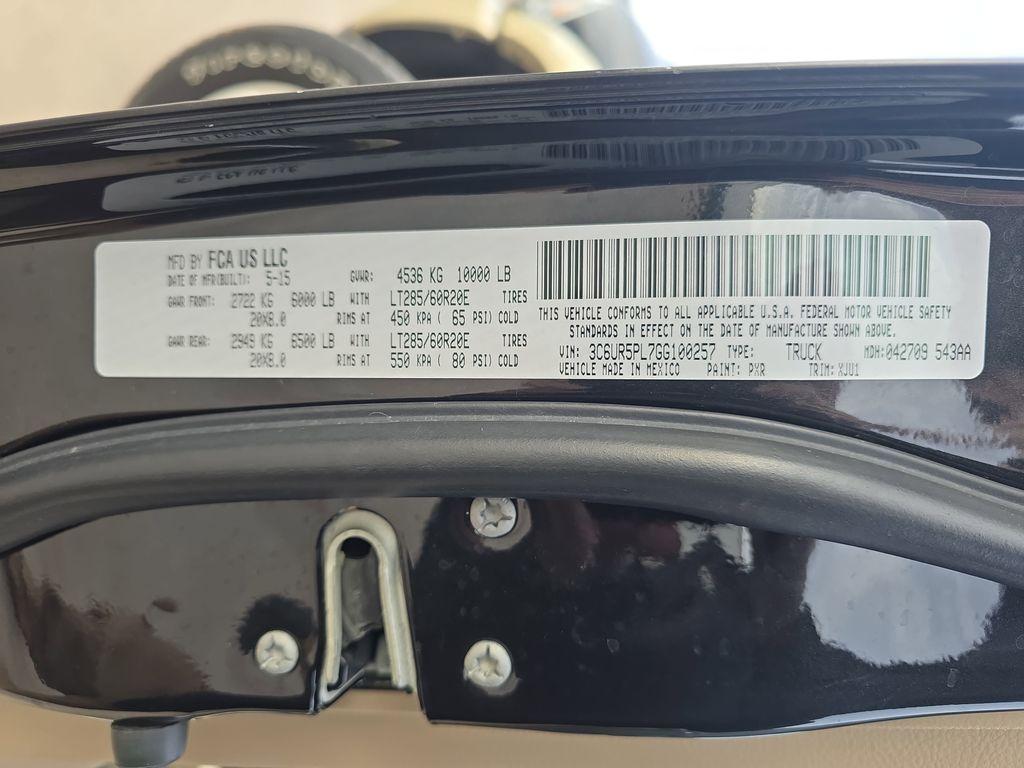 Firestone
MFD BY FCA US LLC
DATE OF MFR(BUILT): 5-15 GVWR: 4536 KG 10000 LB
GAWR FRONT: 2722 KG 6000 LB WITH LT285/60R20E TIRES
20X8.0 RIMS AT 450 KPA ( 65 PSI) COLD
GAWR REAR: 2949 KG 6500 LB WITH LT285/60R20E TIRES
20X8.0 RIMS AT 550 KPA ( 80 PSI) COLD
THIS VEHICLE CONFORMS TO ALL APPLICABLE U.S.A. FEDERAL MOTOR VEHICLE SAFETY
STANDARDS IN EFFECT ON THE DATE OF MANUFACTURE SHOWN ABOVE.
VIN: 3C6UR5PL7GG100257 TYPE: TRUCK MDH:042709 543AA
VEHICLE MADE IN MEXICO PAINT: PXR TRIM: XJU1